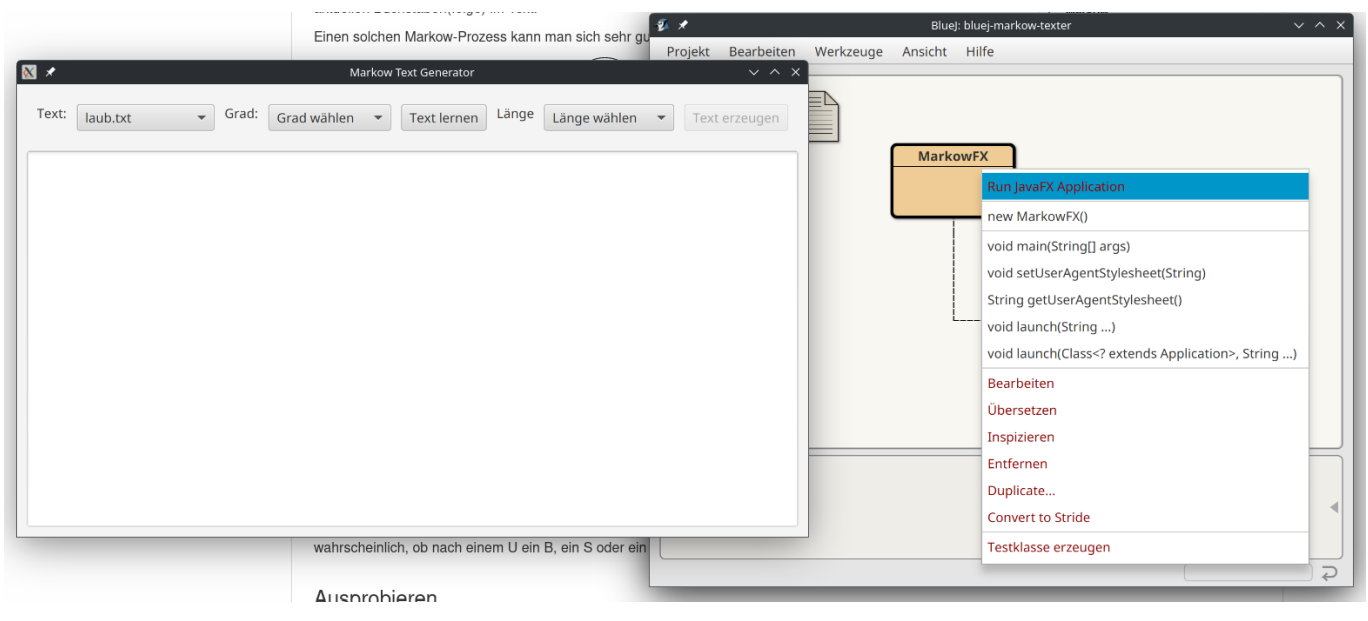 Einen solchen Markow-Prozess kann man sich sehr gu
BlueJ: bluej-markow-texter
Projekt Bearbeiten Werkzeuge Ansicht Hilfe
Markow Text Generator
Text: laub.txt Grad: Grad wählen Text lernen Länge Länge wählen Text erzeugen
MarkowFX
Run JavaFX Application
new MarkowFX()
void main(String[] args)
void setUserAgentStylesheet(String)
String getUserAgentStylesheet()
void launch(String ...)
void launch(Class<? extends Application>, String ...)
Bearbeiten
Übersetzen
Inspizieren
Entfernen
Duplicate...
Convert to Stride
Testklasse erzeugen
wahrscheinlich, ob nach einem U ein B, ein S oder ein
Ausprobieren